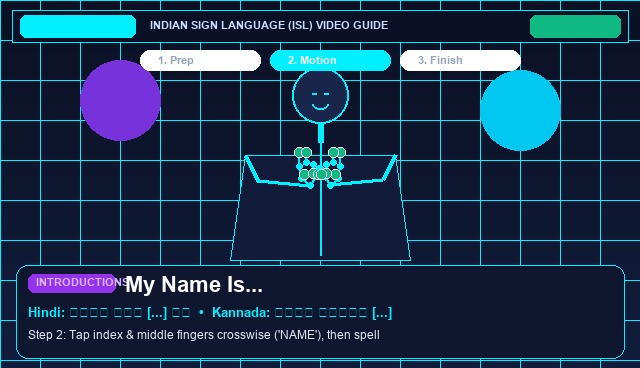 INDIAN SIGN LANGUAGE (ISL) VIDEO GUIDE
1. Prep 2. Motion 3. Finish
INTRODUCTIONS My Name Is...
Hindi: [...] • Kannada: [...]
Step 2: Tap index & middle fingers crosswise ('NAME'), then spell